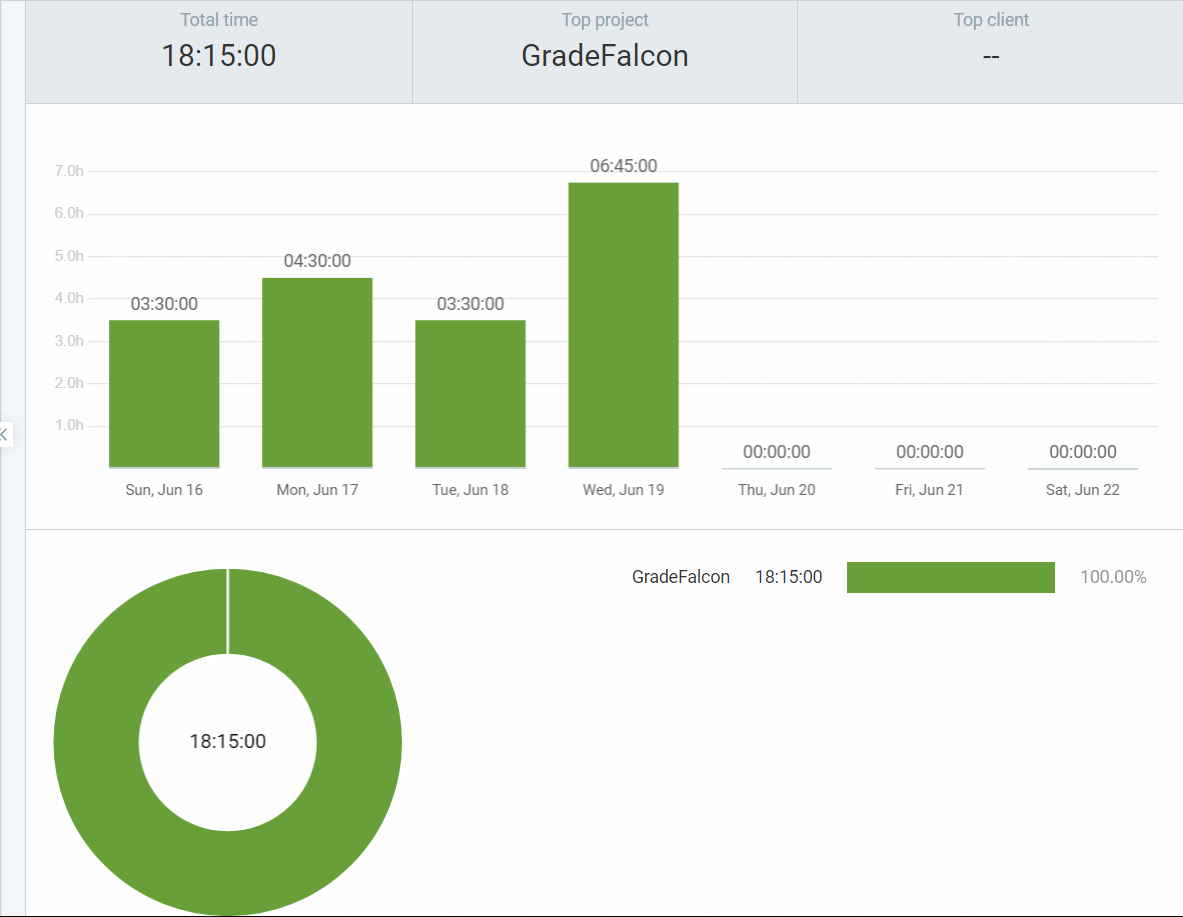 Total time
18:15:00
Top project
GradeFalcon
Top client
--
7.0h
6.0h
5.0h
4.0h
3.0h
2.0h
1.0h
03:30:00
04:30:00
03:30:00
06:45:00
00:00:00
00:00:00
00:00:00
Sun, Jun 16
Mon, Jun 17
Tue, Jun 18
Wed, Jun 19
Thu, Jun 20
Fri, Jun 21
Sat, Jun 22
GradeFalcon 18:15:00 100.00%
18:15:00